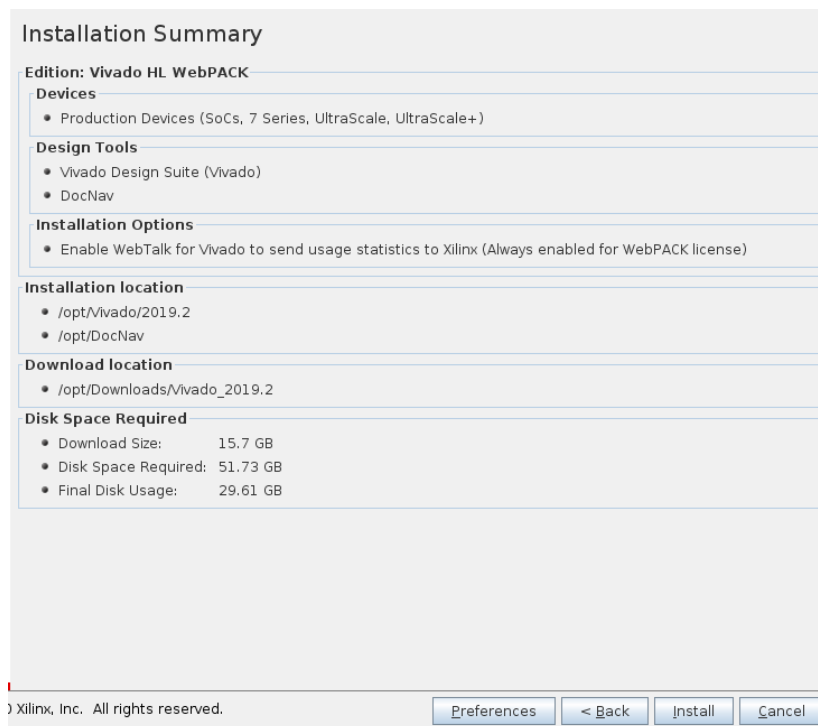 Installation Summary
Edition: Vivado HL WebPACK
Devices
Production Devices (SoCs, 7 Series, UltraScale, UltraScale+)
Design Tools
Vivado Design Suite (Vivado)
DocNav
Installation Options
Enable WebTalk for Vivado to send usage statistics to Xilinx (Always enabled for WebPACK license)
Installation location
/opt/Vivado/2019.2
/opt/DocNav
Download location
/opt/Downloads/Vivado_2019.2
Disk Space Required
Download Size: 15.7 GB
Disk Space Required: 51.73 GB
Final Disk Usage: 29.61 GB
Xilinx, Inc. All rights reserved.
Preferences < Back Install Cancel